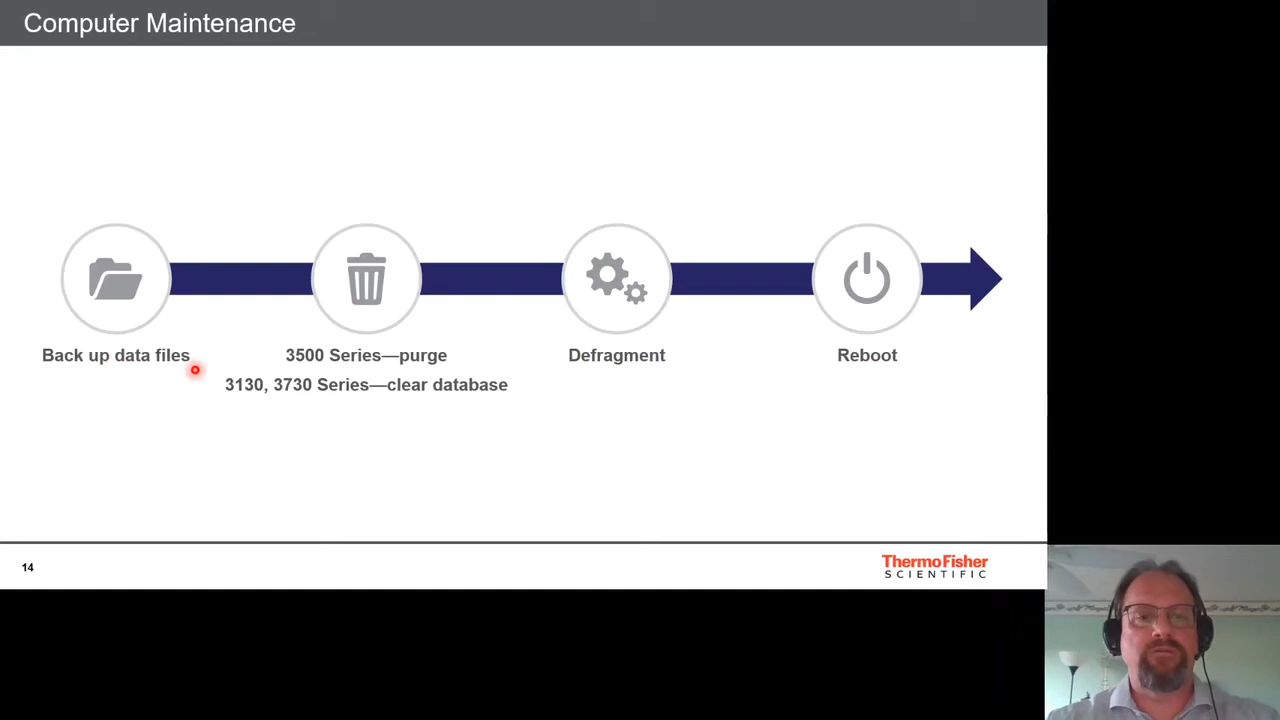 Computer Maintenance
Back up data files
3500 Series—purge
3130, 3730 Series—clear database
Defragment
Reboot
14
ThermoFisher
SCIENTIFIC